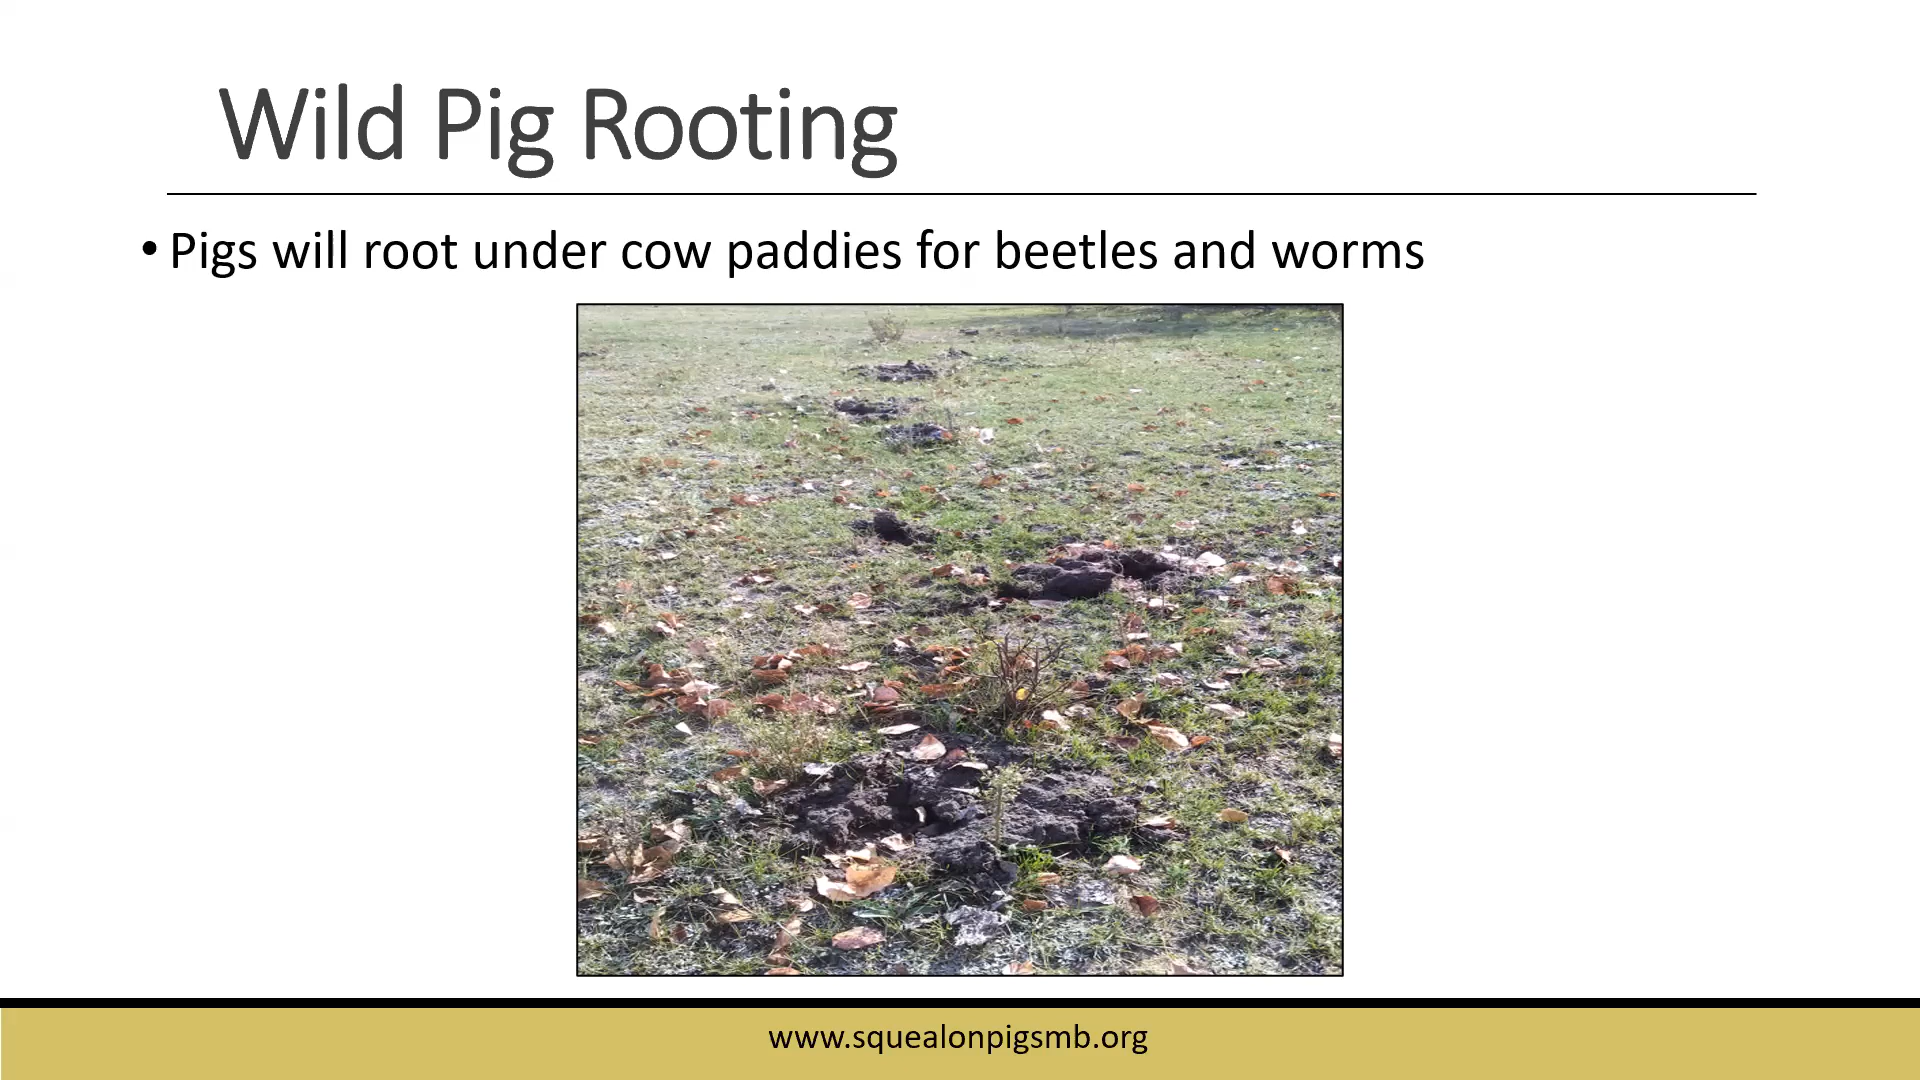 Wild Pig Rooting
• Pigs will root under cow paddies for beetles and worms
www.squealonpigsmb.org